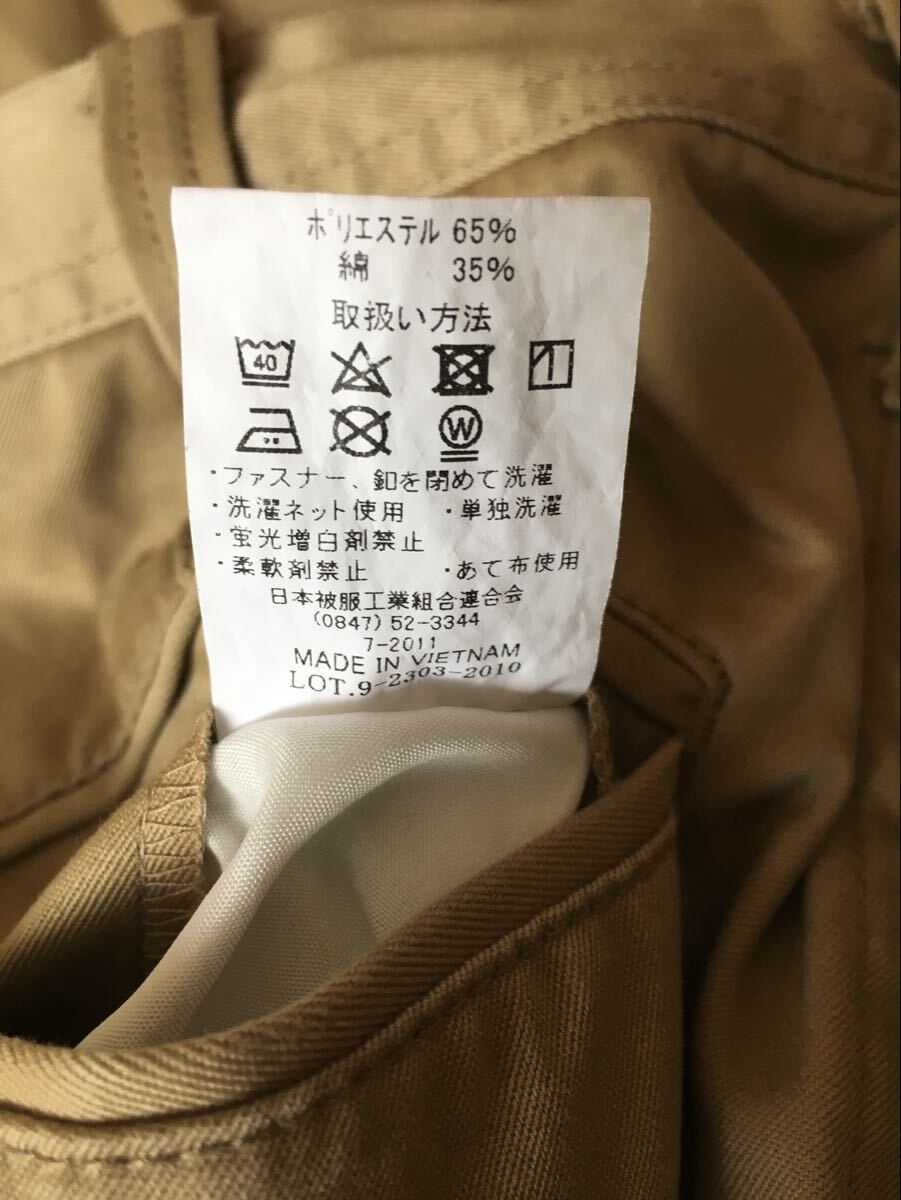 ポリエステル 65%
綿 35%
取扱い方法
40
W
・ファスナー、釦を閉めて洗濯
・洗濯ネット使用 ・単独洗濯
・蛍光増白剤禁止
・柔軟剤禁止 ・あて布使用
日本被服工業組合連合会
(0847) 52-3344
7-2011
MADE IN VIETNAM
LOT.9-2303-2010